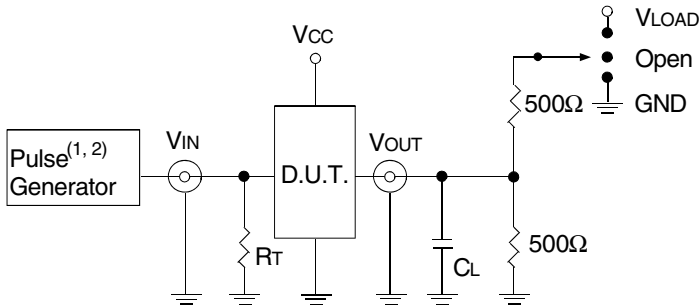 VLOAD
VCC
Open
500Ω
GND
Pulse(1, 2)
Generator
VIN
D.U.T.
VOUT
RT
CL
500Ω